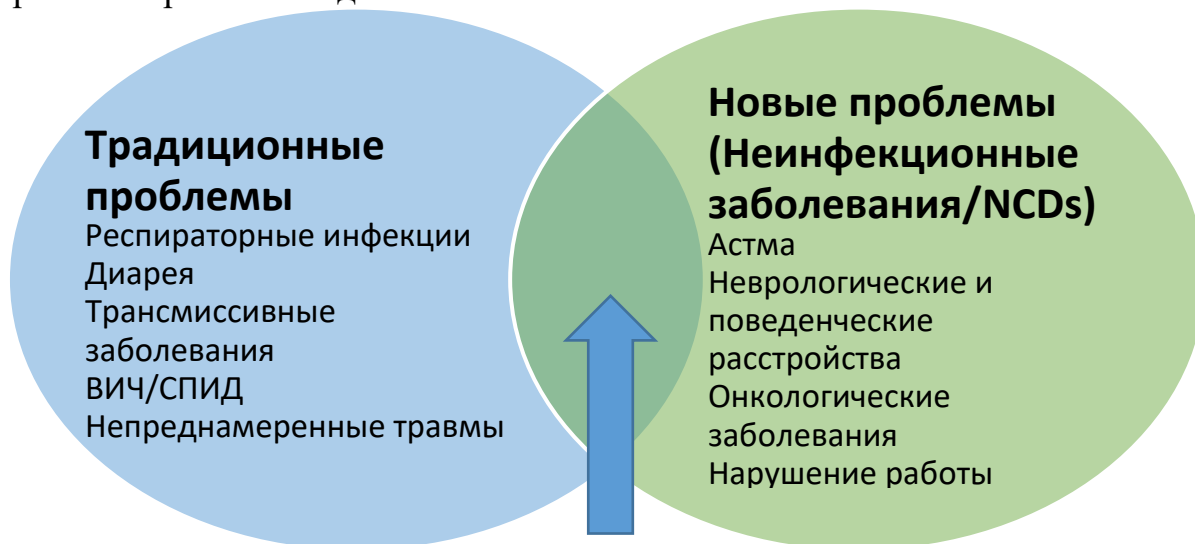 Традиционные
проблемы
Респираторные инфекции
Диарея
Трансмиссивные
заболевания
ВИЧ/СПИД
Непреднамеренные травмы
Новые проблемы
(Неинфекционные
заболевания/NCDs)
Астма
Неврологические и
поведенческие
расстройства
Онкологические
заболевания
Нарушение работы